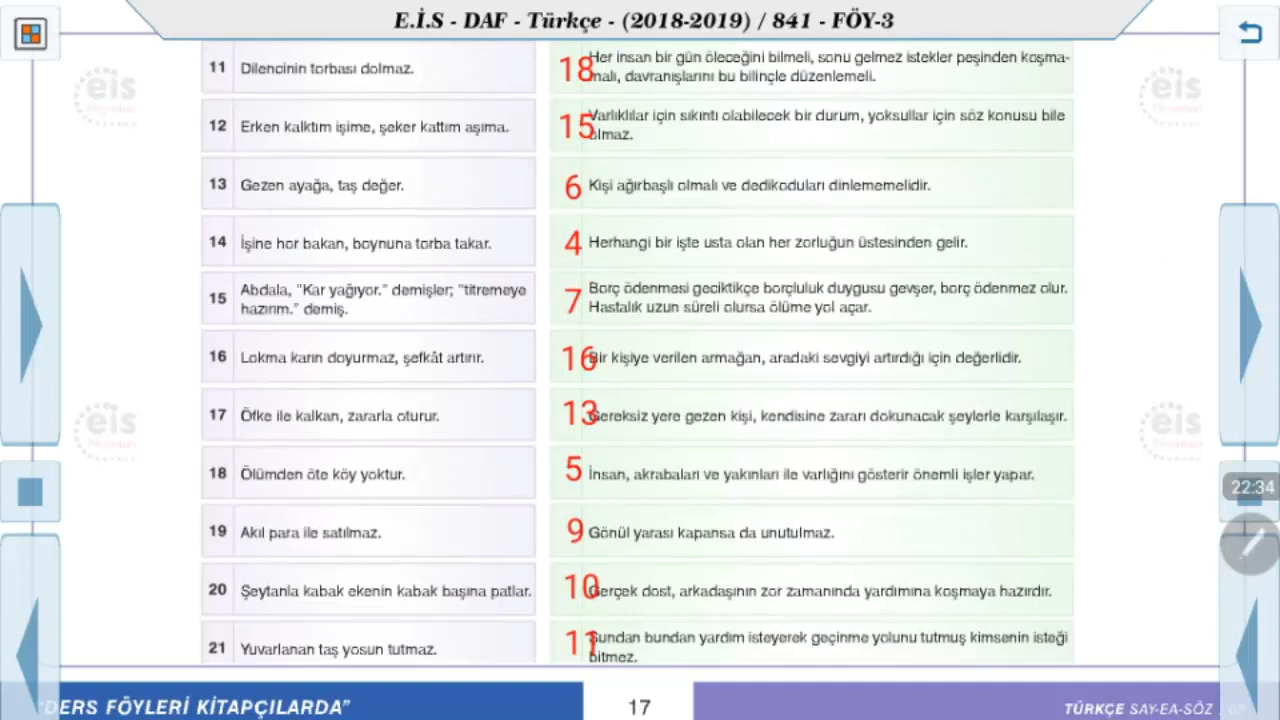 E.İ.S - DAF - Türkçe - (2018-2019) / 841 - FÖY-3
11 Dilencinin torbası dolmaz.
18 Her insan bir gün öleceğini bilmeli, sonu gelmez istekler peşinden koşma-
malı, davranışlarını bu bilinçle düzenlemeli.
12 Erken kalktım işime, şeker kattım aşıma.
15 Varlıklılar için sıkıntı olabilecek bir durum, yoksullar için söz konusu bile
olmaz.
13 Gezen ayağa, taş değer.
6 Kişi ağırbaşlı olmalı ve dedikoduları dinlememelidir.
14 İşine hor bakan, boynuna torba takar.
4 Herhangi bir işte usta olan her zorluğun üstesinden gelir.
15 Abdala, "Kar yağıyor." demişler; "titremeye
hazırım." demiş.
7 Borç ödenmesi geciktikçe borçluluk duygusu gevşer, borç ödenmez olur.
Hastalık uzun süreli olursa ölüme yol açar.
16 Lokma karın doyurmaz, şefkât artırır.
16 Bir kişiye verilen armağan, aradaki sevgiyi artırdığı için değerlidir.
17 Öfke ile kalkan, zararla oturur.
13 Gereksiz yere gezen kişi, kendisine zararı dokunacak şeylerle karşılaşır.
18 Ölümden öte köy yoktur.
5 İnsan, akrabaları ve yakınları ile varlığını gösterir önemli işler yapar.
19 Akıl para ile satılmaz.
9 Gönül yarası kapansa da unutulmaz.
20 Şeytanla kabak ekenin kabak başına patlar.
10 Gerçek dost, arkadaşının zor zamanında yardımına koşmaya hazırdır.
21 Yuvarlanan taş yosun tutmaz.
11 Şundan bundan yardım isteyerek geçinme yolunu tutmuş kimsenin isteği
bitmez.
eis
eis
eis
eis
22:34
"DERS FÖYLERİ KİTAPÇILARDA"
17
TÜRKÇE SAY-EA-SÖZ